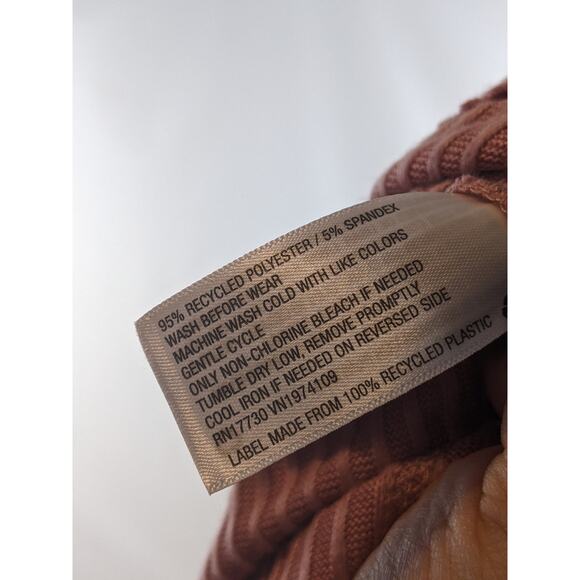 95% RECYCLED POLYESTER / 5% SPANDEX
WASH BEFORE WEAR
MACHINE WASH COLD WITH LIKE COLORS
GENTLE CYCLE
ONLY NON-CHLORINE BLEACH IF NEEDED
TUMBLE DRY LOW, REMOVE PROMPTLY
COOL IRON IF NEEDED ON REVERSED SIDE
RN17730 VN1974109
LABEL MADE FROM 100% RECYCLED PLASTIC